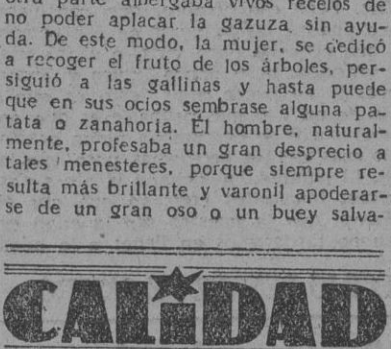 otra parte albergaba vivos recelos de
no poder aplacar la gazuza sin ayu-
da. De este modo, la mujer, se dedicó
a recoger el fruto de los árboles, per-
siguió a las gallinas y hasta puede
que en sus ocios sembrase alguna pa-
tata o zanahoria. El hombre, natural-
mente, profesaba un gran desprecio a
tales menesteres, porque siempre re-
sulta más brillante y varonil apoderar-
se de un gran oso o un buey salva-
CALiDAD